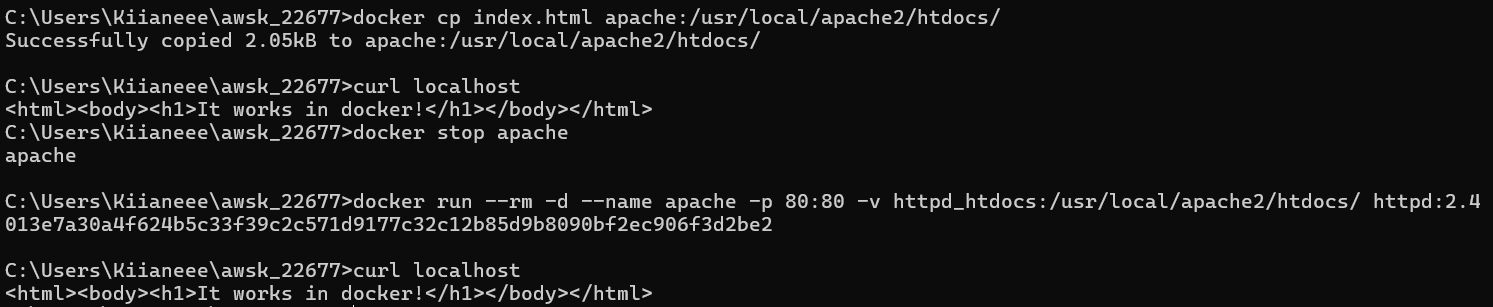 C:\Users\Kiianeee\awsk_22677>docker cp index.html apache:/usr/local/apache2/htdocs/
Successfully copied 2.05kB to apache:/usr/local/apache2/htdocs/
C:\Users\Kiianeee\awsk_22677>curl localhost
<html><body><h1>It works in docker!</h1></body></html>
C:\Users\Kiianeee\awsk_22677>docker stop apache
apache
C:\Users\Kiianeee\awsk_22677>docker run --rm -d --name apache -p 80:80 -v httpd_htdocs:/usr/local/apache2/htdocs/ httpd:2.4
013e7a30a4f624b5c33f39c2c571d9177c32c12b85d9b8090bf2ec906f3d2be2
C:\Users\Kiianeee\awsk_22677>curl localhost
<html><body><h1>It works in docker!</h1></body></html>